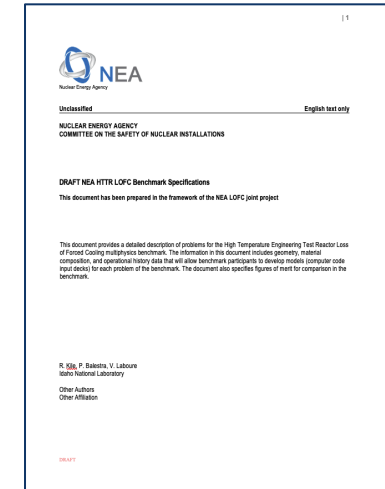 | 1
NEA
Nuclear Energy Agency
Unclassified English text only
NUCLEAR ENERGY AGENCY
COMMITTEE ON THE SAFETY OF NUCLEAR INSTALLATIONS
DRAFT NEA HTTR LOFC Benchmark Specifications
This document has been prepared in the framework of the NEA LOFC joint project
This document provides a detailed description of problems for the High Temperature Engineering Test Reactor Loss
of Forced Cooling multiphysics benchmark. The information in this document includes geometry, material
composition, and operational history data that will allow benchmark participants to develop models (computer code
input decks) for each problem of the benchmark. The document also specifies figures of merit for comparison in the
benchmark.
R. Kile, P. Balestra, V. Laboure
Idaho National Laboratory
Other Authors
Other Affiliation
DRAFT